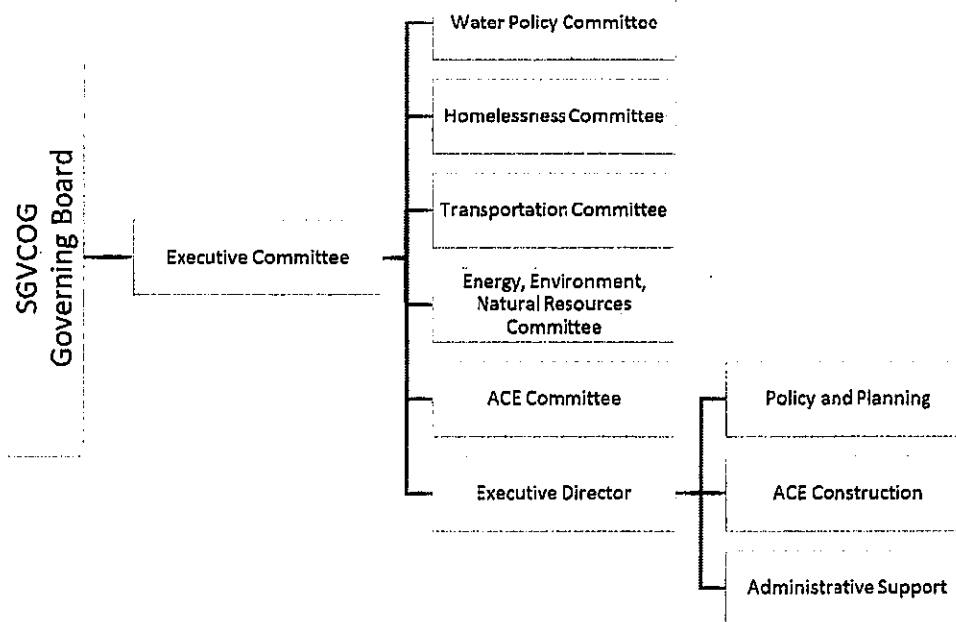 SGVCOG
Governing Board
Executive Committee
Water Policy Committee
Homelessness Committee
Transportation Committee
Energy, Environment,
Natural Resources
Committee
ACE Committee
Executive Director
Policy and Planning
ACE Construction
Administrative Support